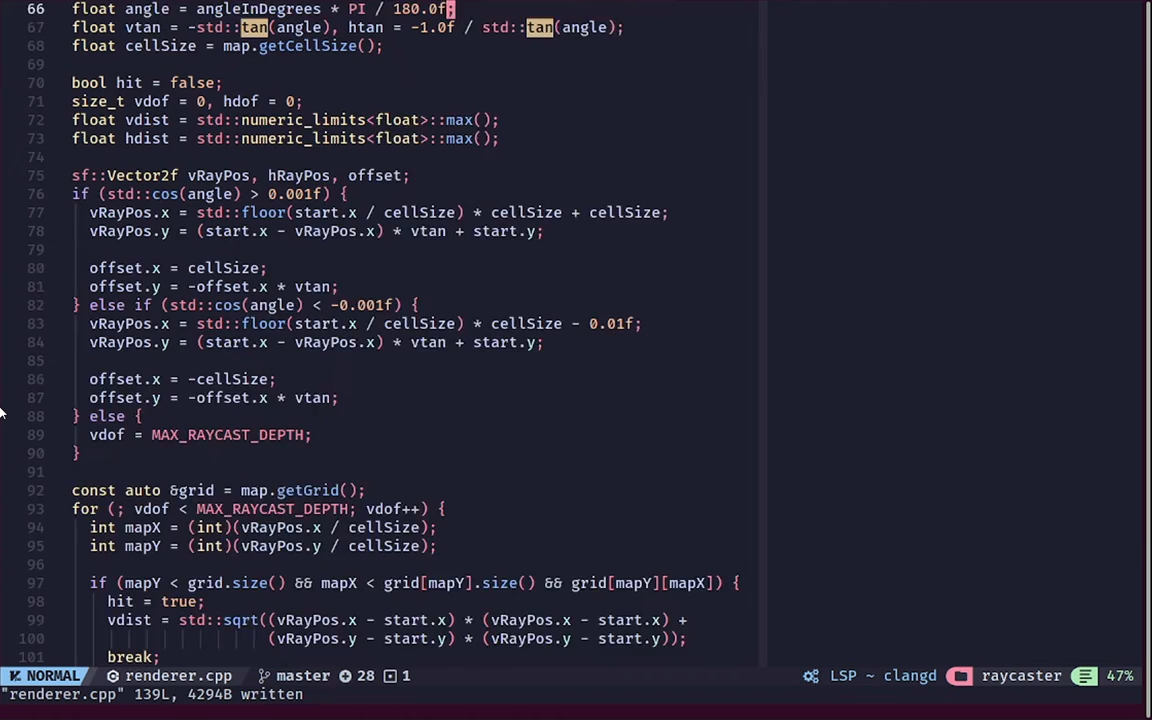 66 float angle = angleInDegrees * PI / 180.0f;
67 float vtan = -std::tan(angle), htan = -1.0f / std::tan(angle);
68 float cellSize = map.getCellSize();
69
70 bool hit = false;
71 size_t vdof = 0, hdof = 0;
72 float vdist = std::numeric_limits<float>::max();
73 float hdist = std::numeric_limits<float>::max();
74
75 sf::Vector2f vRayPos, hRayPos, offset;
76 if (std::cos(angle) > 0.001f) {
77 vRayPos.x = std::floor(start.x / cellSize) * cellSize + cellSize;
78 vRayPos.y = (start.x - vRayPos.x) * vtan + start.y;
79
80 offset.x = cellSize;
81 offset.y = -offset.x * vtan;
82 } else if (std::cos(angle) < -0.001f) {
83 vRayPos.x = std::floor(start.x / cellSize) * cellSize - 0.01f;
84 vRayPos.y = (start.x - vRayPos.x) * vtan + start.y;
85
86 offset.x = -cellSize;
87 offset.y = -offset.x * vtan;
88 } else {
89 vdof = MAX_RAYCAST_DEPTH;
90 }
91
92 const auto &grid = map.getGrid();
93 for (; vdof < MAX_RAYCAST_DEPTH; vdof++) {
94 int mapX = (int)(vRayPos.x / cellSize);
95 int mapY = (int)(vRayPos.y / cellSize);
96
97 if (mapY < grid.size() && mapX < grid[mapY].size() && grid[mapY][mapX]) {
98 hit = true;
99 vdist = std::sqrt((vRayPos.x - start.x) * (vRayPos.x - start.x) +
100 (vRayPos.y - start.y) * (vRayPos.y - start.y));
101 break;
NORMAL renderer.cpp master 28 1 LSP ~ clangd raycaster 47%
"renderer.cpp" 139L, 4294B written